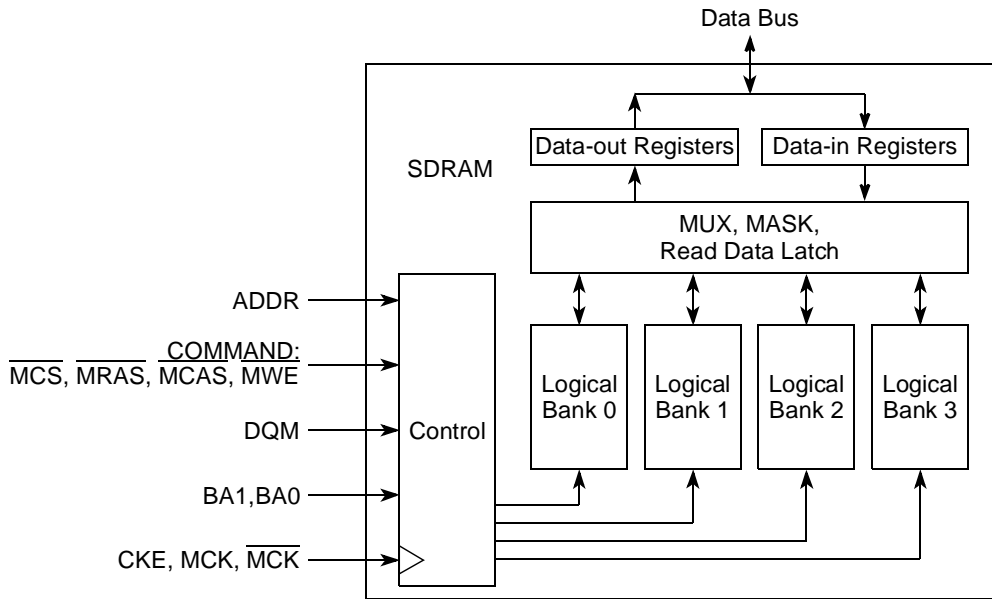 Data Bus
Data-out Registers
Data-in Registers
SDRAM
MUX, MASK,
Read Data Latch
ADDR
COMMAND:
MCS, MRAS, MCAS, MWE
DQM
Control
BA1,BA0
CKE, MCK, MCK
Logical
Bank 0
Logical
Bank 1
Logical
Bank 2
Logical
Bank 3